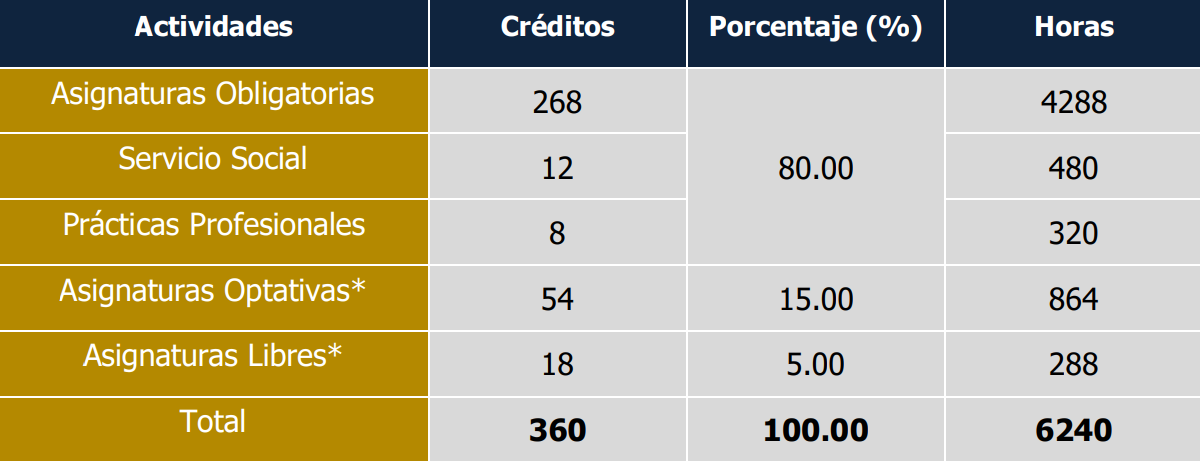 Actividades Créditos Porcentaje (%) Horas
Asignaturas Obligatorias 268 4288
Servicio Social 12 80.00 480
Prácticas Profesionales 8 320
Asignaturas Optativas* 54 15.00 864
Asignaturas Libres* 18 5.00 288
Total 360 100.00 6240